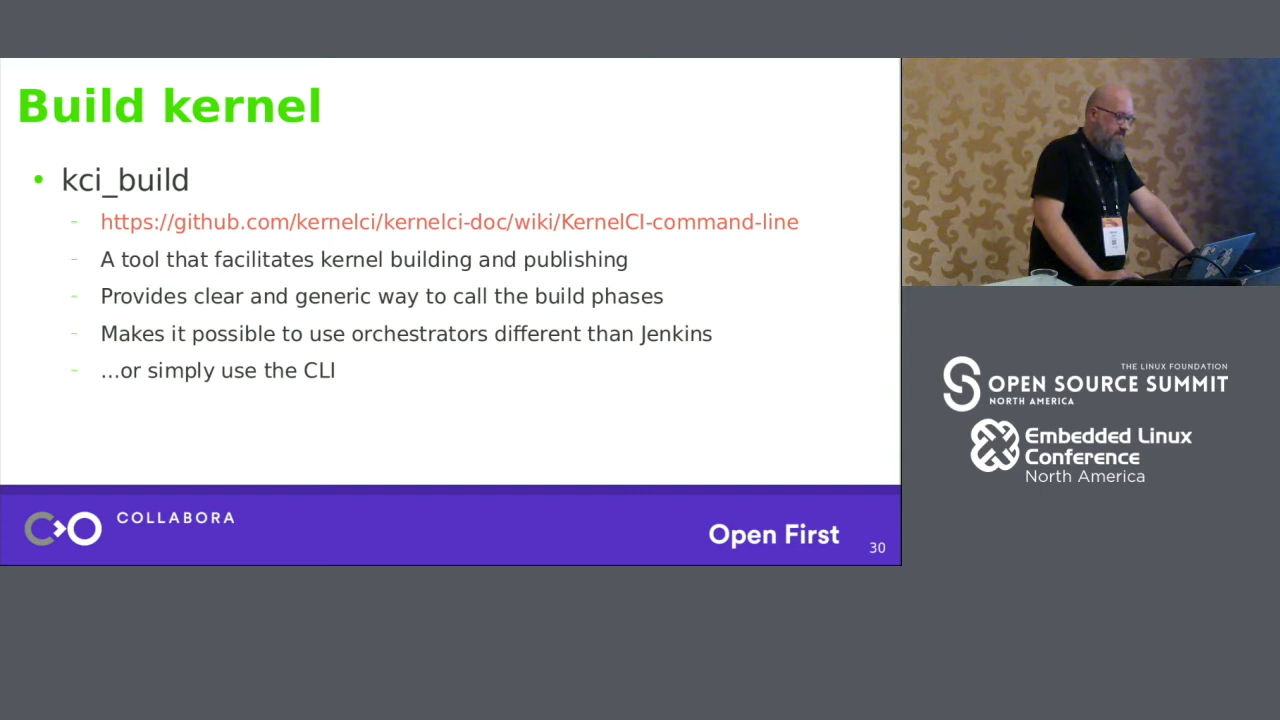 Build kernel
• kci_build
- https://github.com/kernelci/kernelci-doc/wiki/KernelCI-command-line
- A tool that facilitates kernel building and publishing
- Provides clear and generic way to call the build phases
- Makes it possible to use orchestrators different than Jenkins
- ...or simply use the CLI
COLLABORA
Open First
30
THE LINUX FOUNDATION
OPEN SOURCE SUMMIT
NORTH AMERICA
Embedded Linux
Conference
North America